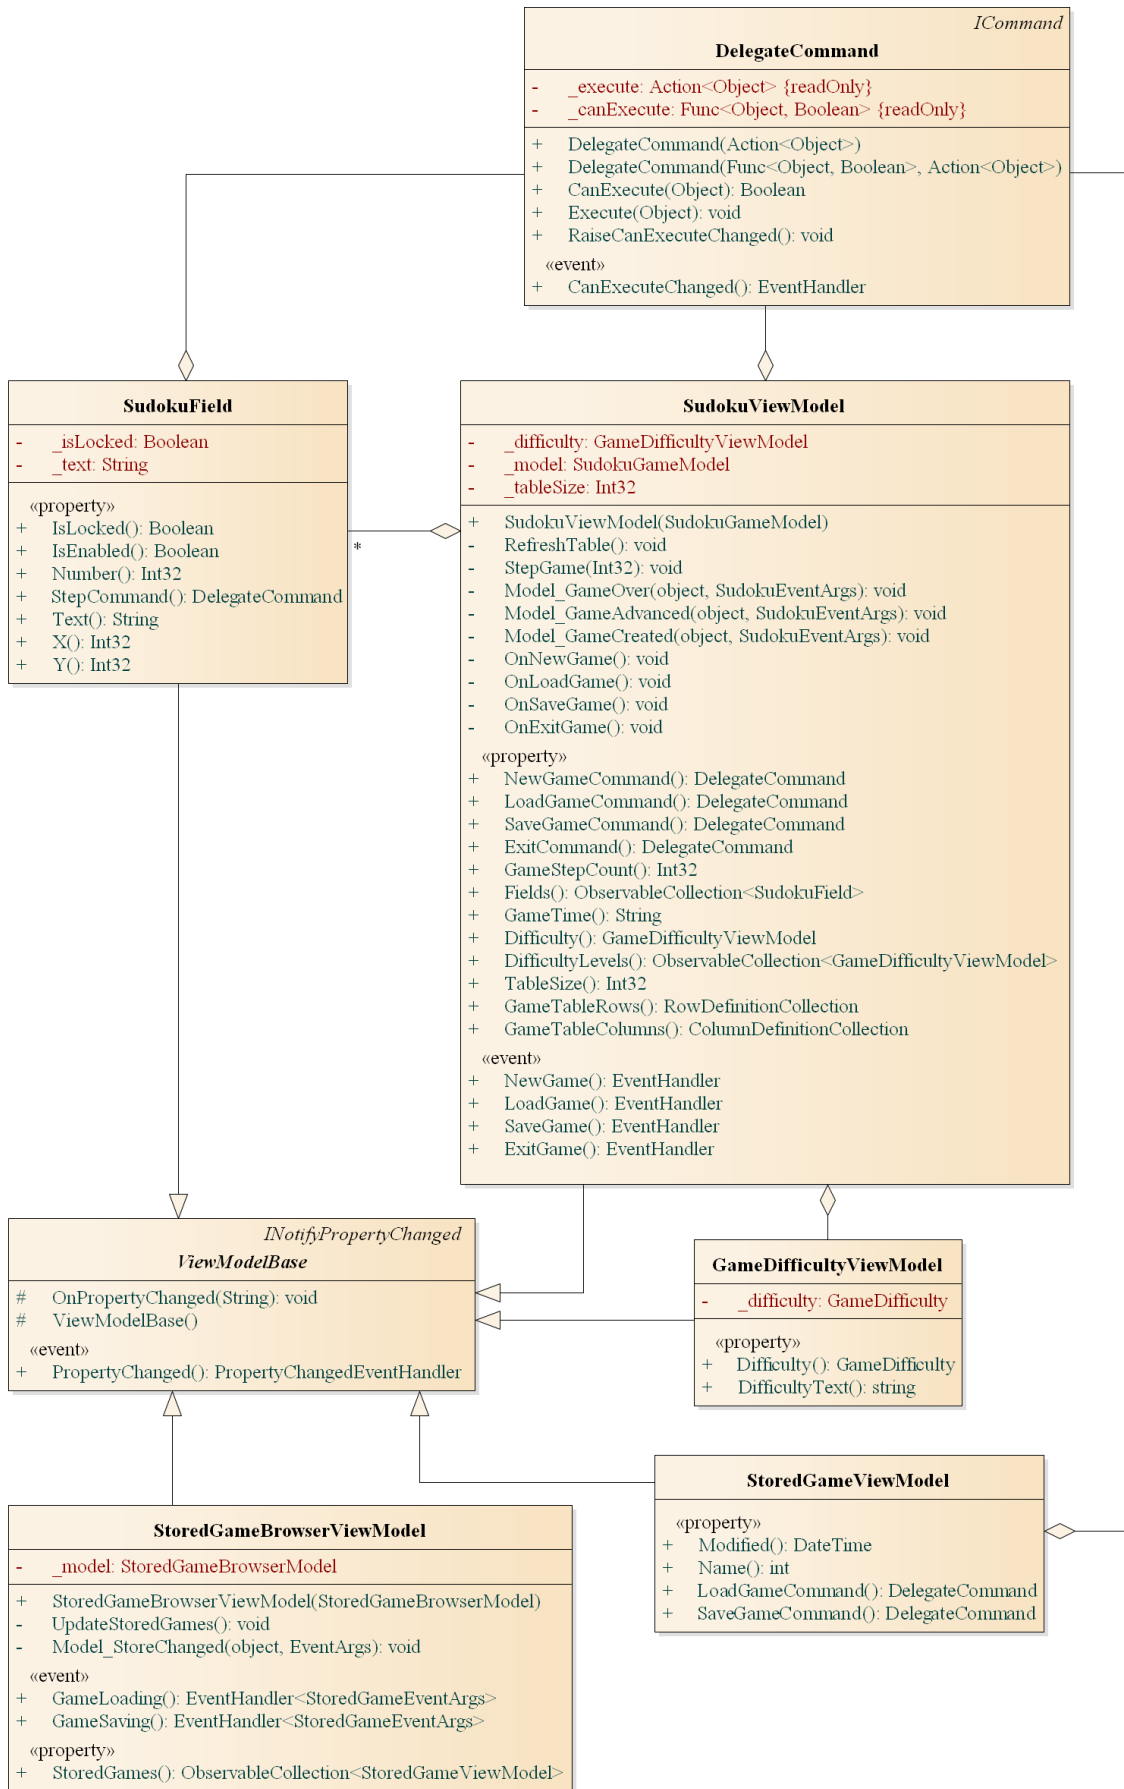 ICommand
DelegateCommand
- _execute: Action<Object> {readOnly}
- _canExecute: Func<Object, Boolean> {readOnly}
+ DelegateCommand(Action<Object>)
+ DelegateCommand(Func<Object, Boolean>, Action<Object>)
+ CanExecute(Object): Boolean
+ Execute(Object): void
+ RaiseCanExecuteChanged(): void
«event»
+ CanExecuteChanged(): EventHandler
SudokuField
- _isLocked: Boolean
- _text: String
«property»
+ IsLocked(): Boolean
+ IsEnabled(): Boolean
+ Number(): Int32
+ StepCommand(): DelegateCommand
+ Text(): String
+ X(): Int32
+ Y(): Int32
*
SudokuViewModel
- _difficulty: GameDifficultyViewModel
- _model: SudokuGameModel
- _tableSize: Int32
+ SudokuViewModel(SudokuGameModel)
- RefreshTable(): void
- StepGame(Int32): void
- Model_GameOver(object, SudokuEventArgs): void
- Model_GameAdvanced(object, SudokuEventArgs): void
- Model_GameCreated(object, SudokuEventArgs): void
- OnNewGame(): void
- OnLoadGame(): void
- OnSaveGame(): void
- OnExitGame(): void
«property»
+ NewGameCommand(): DelegateCommand
+ LoadGameCommand(): DelegateCommand
+ SaveGameCommand(): DelegateCommand
+ ExitCommand(): DelegateCommand
+ GameStepCount(): Int32
+ Fields(): ObservableCollection<SudokuField>
+ GameTime(): String
+ Difficulty(): GameDifficultyViewModel
+ DifficultyLevels(): ObservableCollection<GameDifficultyViewModel>
+ TableSize(): Int32
+ GameTableRows(): RowDefinitionCollection
+ GameTableColumns(): ColumnDefinitionCollection
«event»
+ NewGame(): EventHandler
+ LoadGame(): EventHandler
+ SaveGame(): EventHandler
+ ExitGame(): EventHandler
INotifyPropertyChanged
ViewModelBase
# OnPropertyChanged(String): void
# ViewModelBase()
«event»
+ PropertyChanged(): PropertyChangedEventHandler
GameDifficultyViewModel
- _difficulty: GameDifficulty
«property»
+ Difficulty(): GameDifficulty
+ DifficultyText(): string
StoredGameViewModel
«property»
+ Modified(): DateTime
+ Name(): int
+ LoadGameCommand(): DelegateCommand
+ SaveGameCommand(): DelegateCommand
StoredGameBrowserViewModel
- _model: StoredGameBrowserModel
+ StoredGameBrowserViewModel(StoredGameBrowserModel)
- UpdateStoredGames(): void
- Model_StoreChanged(object, EventArgs): void
«event»
+ GameLoading(): EventHandler<StoredGameEventArgs>
+ GameSaving(): EventHandler<StoredGameEventArgs>
«property»
+ StoredGames(): ObservableCollection<StoredGameViewModel>